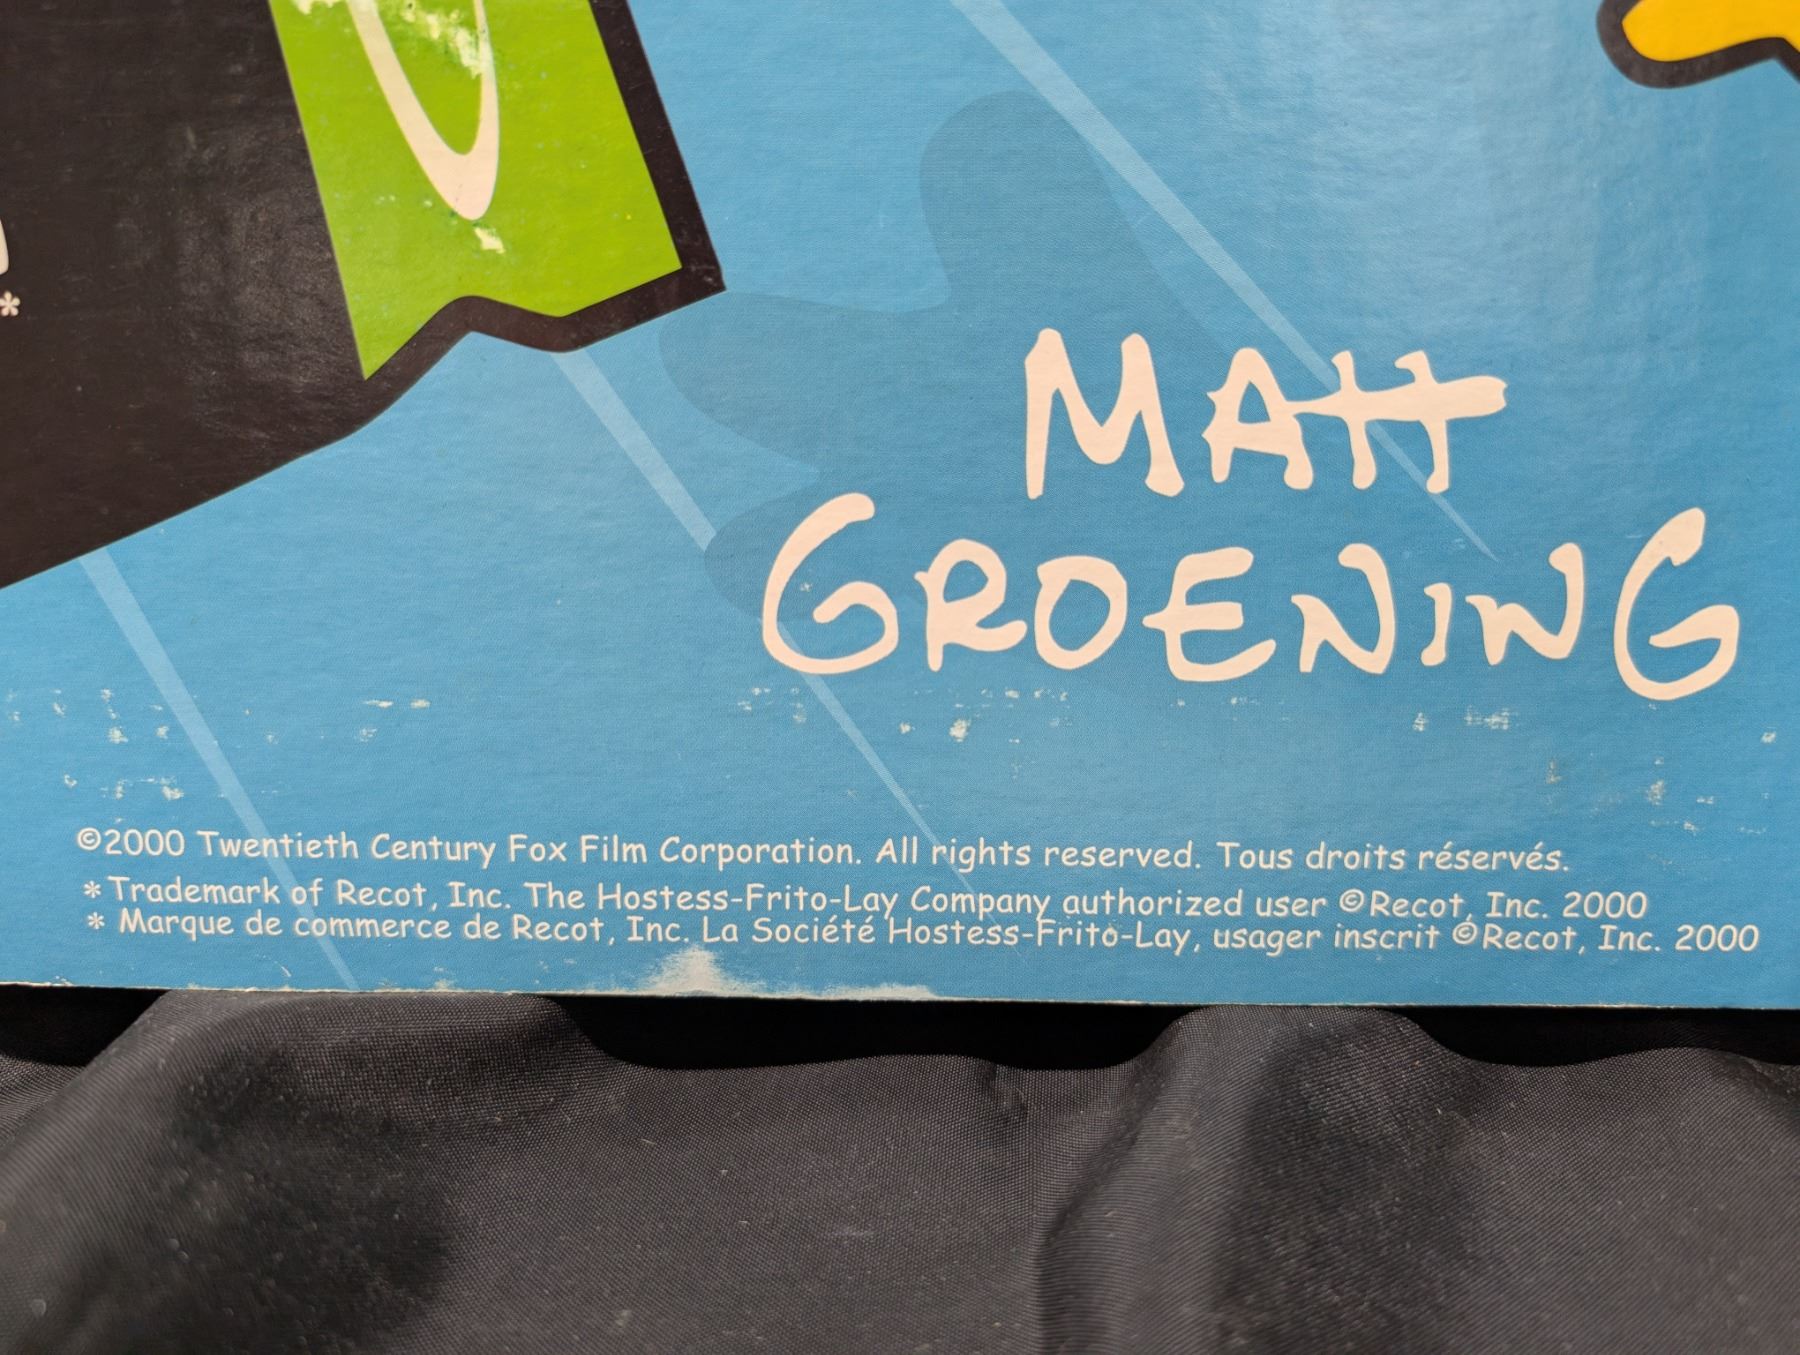 *
MATT
GROENING
©2000 Twentieth Century Fox Film Corporation. All rights reserved. Tous droits réservés.
* Trademark of Recot, Inc. The Hostess-Frito-Lay Company authorized user ©Recot, Inc. 2000
* Marque de commerce de Recot, Inc. La Société Hostess-Frito-Lay, usager inscrit ©Recot, Inc. 2000